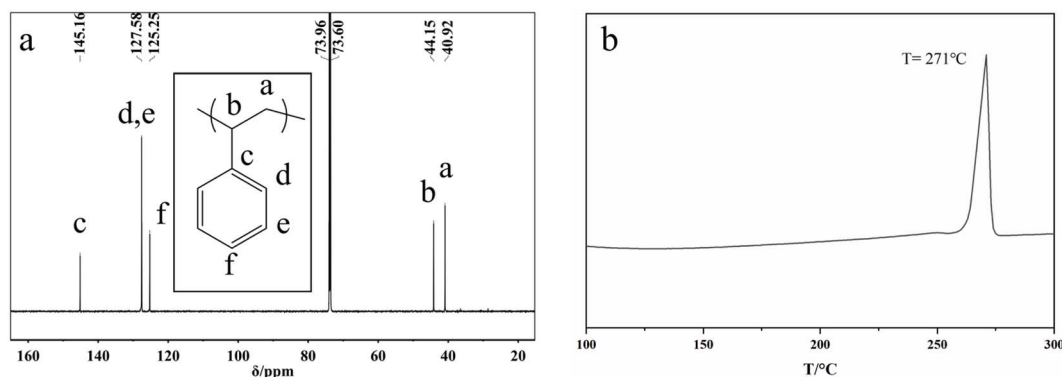 a
145.16
127.58
125.25
73.96
73.60
44.15
40.92
d,e
c
f
b
a
b
a
c
d
e
f
160 140 120 100 80 60 40 20
δ/ppm
b
T= 271°C
100 150 200 250 300
T/°C